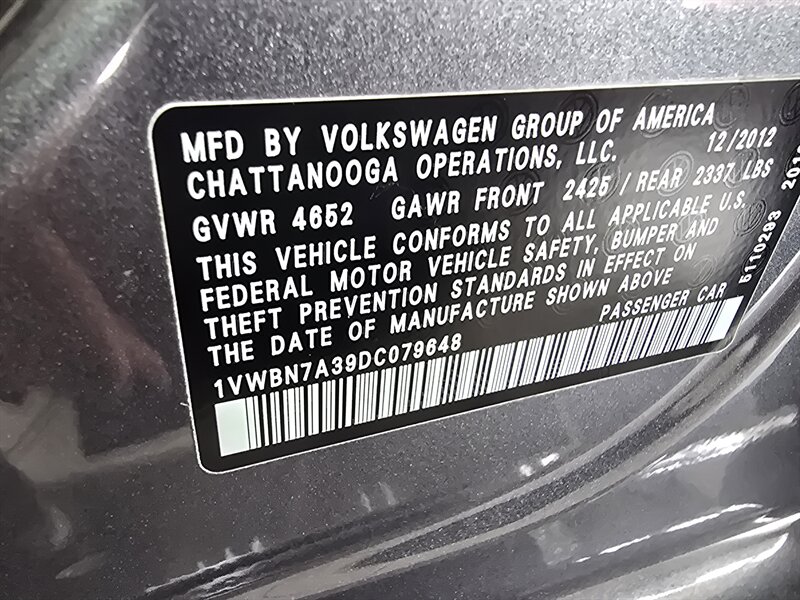 MFD BY VOLKSWAGEN GROUP OF AMERICA
CHATTANOOGA OPERATIONS, LLC. 12/2012
GVWR 4652 GAWR FRONT 2425 / REAR 2337 LBS
THIS VEHICLE CONFORMS TO ALL APPLICABLE U.S.
FEDERAL MOTOR VEHICLE SAFETY, BUMPER AND
THEFT PREVENTION STANDARDS IN EFFECT ON
THE DATE OF MANUFACTURE SHOWN ABOVE
1VWBN7A39DC079648 PASSENGER CAR
5110293